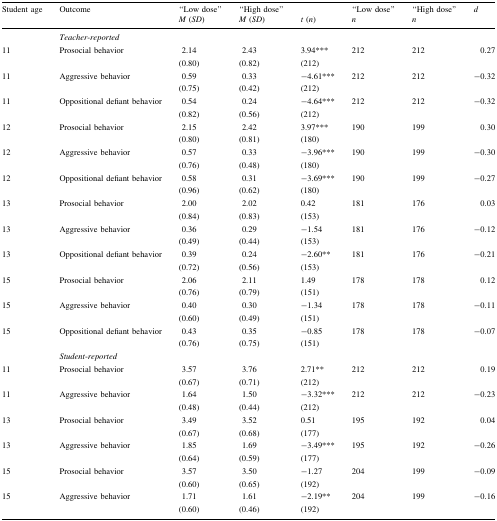 Student age Outcome “Low dose” “High dose” “Low dose” “High dose” d
M (SD) M (SD) t (n) n n
Teacher-reported
11 Prosocial behavior 2.14 2.43 3.94*** 212 212 0.27
(0.80) (0.82) (212)
11 Aggressive behavior 0.59 0.33 −4.61*** 212 212 −0.32
(0.75) (0.42) (212)
11 Oppositional defiant behavior 0.54 0.24 −4.64*** 212 212 −0.32
(0.82) (0.56) (212)
12 Prosocial behavior 2.15 2.42 3.97*** 190 199 0.30
(0.80) (0.81) (180)
12 Aggressive behavior 0.57 0.33 −3.96*** 190 199 −0.30
(0.76) (0.48) (180)
12 Oppositional defiant behavior 0.58 0.31 −3.69*** 190 199 −0.27
(0.96) (0.62) (180)
13 Prosocial behavior 2.00 2.02 0.42 181 176 0.03
(0.84) (0.83) (153)
13 Aggressive behavior 0.36 0.29 −1.54 181 176 −0.12
(0.49) (0.44) (153)
13 Oppositional defiant behavior 0.39 0.24 −2.60** 181 176 −0.21
(0.72) (0.56) (153)
15 Prosocial behavior 2.06 2.11 1.49 178 178 0.12
(0.76) (0.79) (151)
15 Aggressive behavior 0.40 0.30 −1.34 178 178 −0.11
(0.60) (0.49) (151)
15 Oppositional defiant behavior 0.43 0.35 −0.85 178 178 −0.07
(0.76) (0.75) (151)
Student-reported
11 Prosocial behavior 3.57 3.76 2.71** 212 212 0.19
(0.67) (0.71) (212)
11 Aggressive behavior 1.64 1.50 −3.32*** 212 212 −0.23
(0.48) (0.44) (212)
13 Prosocial behavior 3.49 3.52 0.51 195 192 0.04
(0.67) (0.68) (177)
13 Aggressive behavior 1.85 1.69 −3.49*** 195 192 −0.26
(0.64) (0.59) (177)
15 Prosocial behavior 3.57 3.50 −1.27 204 199 −0.09
(0.60) (0.65) (192)
15 Aggressive behavior 1.71 1.61 −2.19** 204 199 −0.16
(0.60) (0.46) (192)